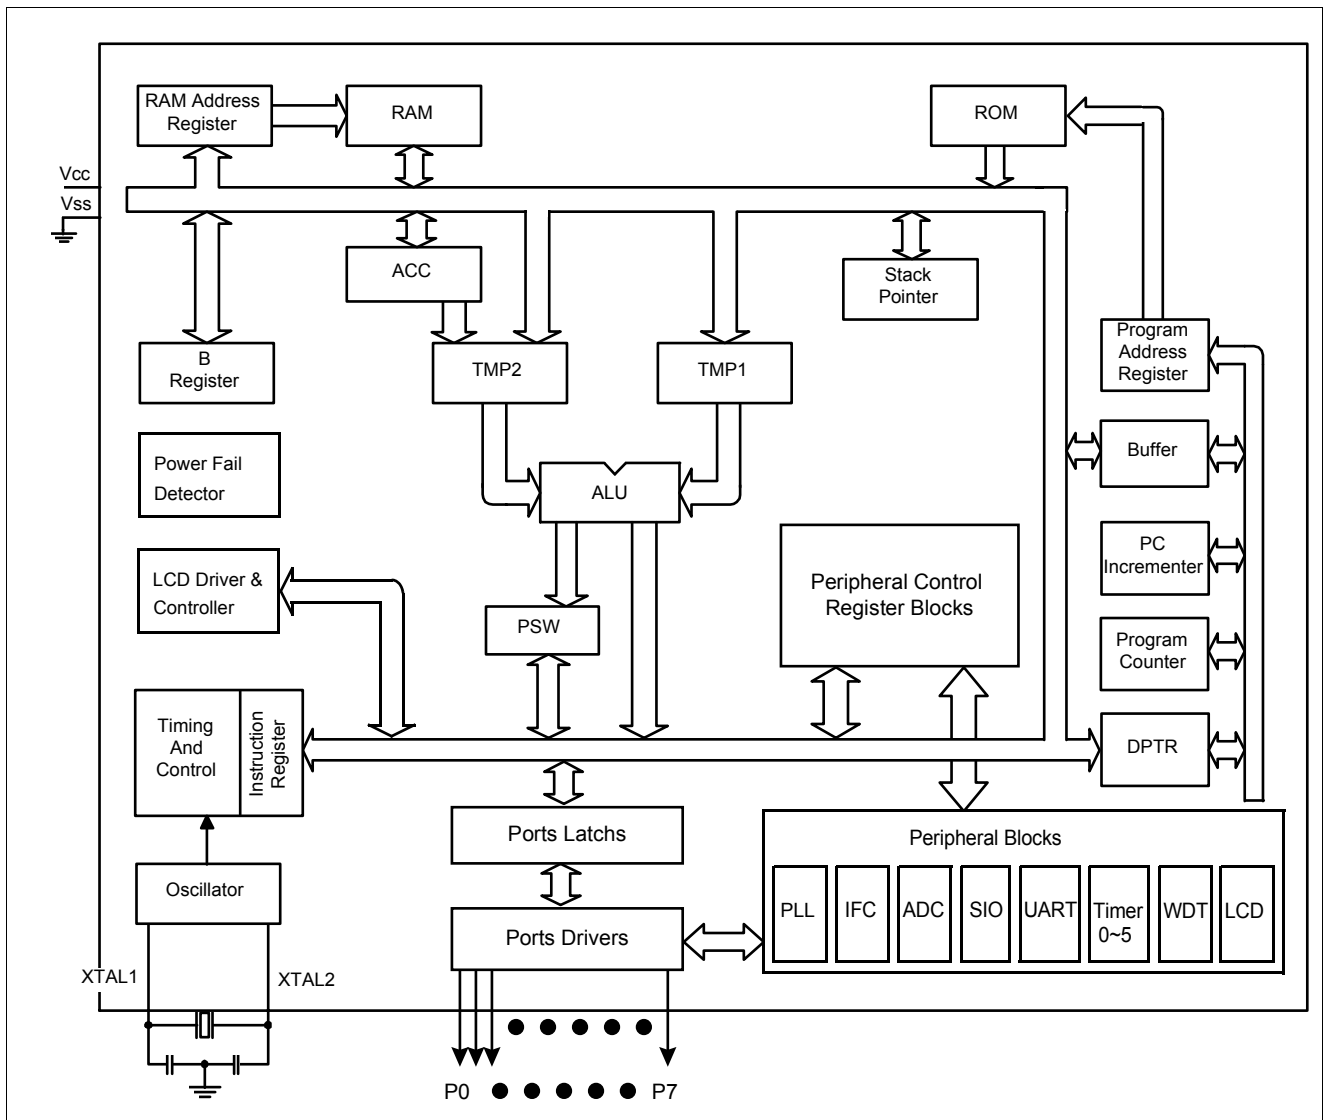 RAM Address
Register
RAM
ROM
Vcc
Vss
ACC
Stack
Pointer
B
Register
TMP2
TMP1
Program
Address
Register
Power Fail
Detector
ALU
Buffer
LCD Driver &
Controller
Peripheral Control
Register Blocks
PC
Incrementer
PSW
Program
Counter
Timing
And
Control
Instruction
Register
DPTR
Ports Latchs
Peripheral Blocks
Oscillator
PLL
IFC
ADC
SIO
UART
Timer
0~5
WDT
LCD
Ports Drivers
XTAL1
XTAL2
P0
P7